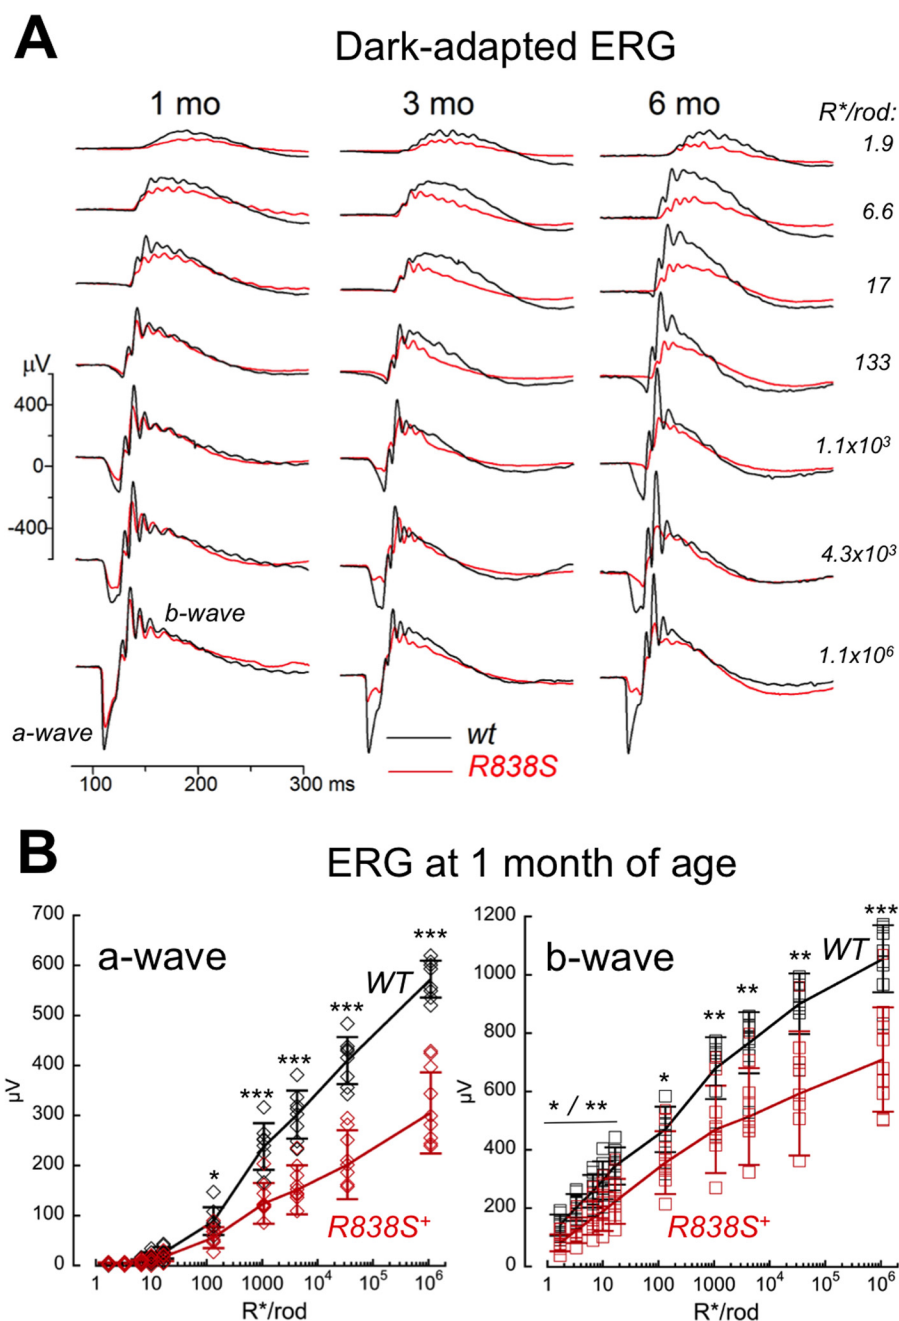 A
Dark-adapted ERG
1 mo
3 mo
6 mo
R*/rod:
1.9
6.6
17
133
1.1x10³
4.3x10³
1.1x10⁶
μV
400
0
-400
b-wave
a-wave
wt
R838S
100
200
300 ms
B
ERG at 1 month of age
a-wave
WT
R838S⁺
***
***
***
***
*
700
600
500
400
300
200
100
0
μV
1
10
100
1000
10⁴
10⁵
10⁶
R*/rod
b-wave
WT
R838S⁺
***
**
**
**
*
* / **
1200
1000
800
600
400
200
0
μV
1
10
100
1000
10⁴
10⁵
10⁶
R*/rod